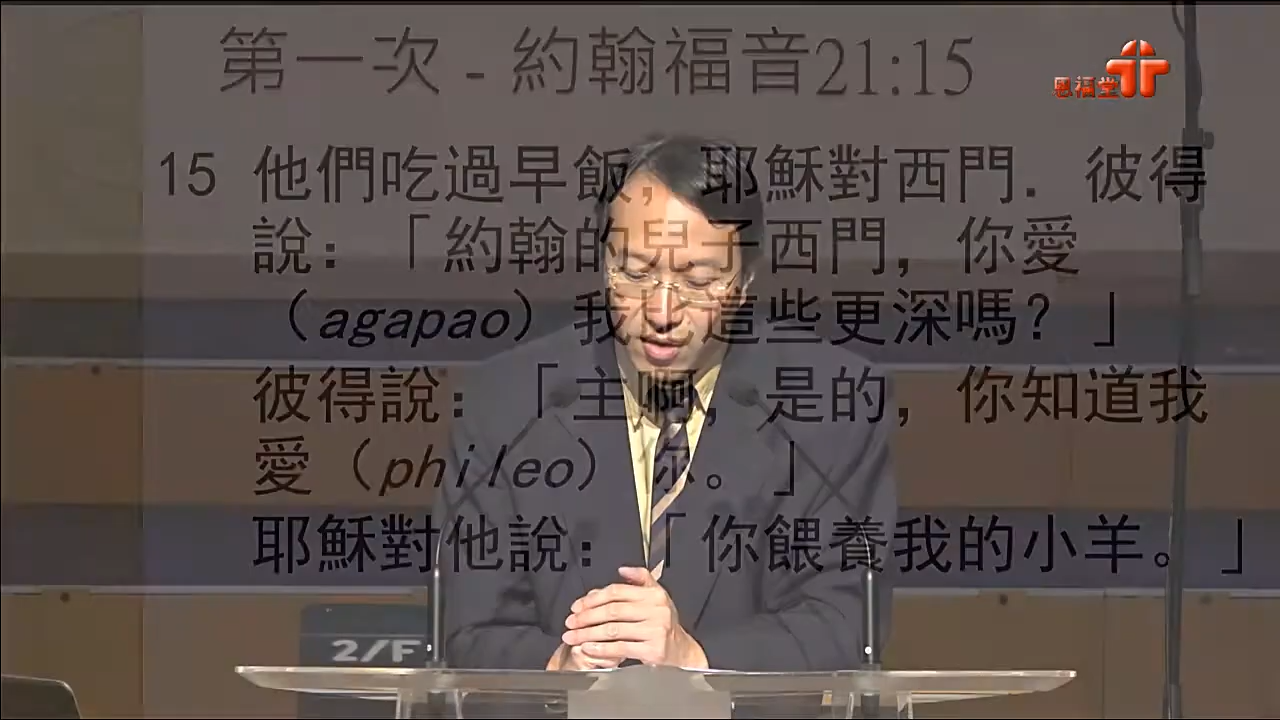 第一次 - 約翰福音21:15
恩福堂
15 他們吃過早飯，耶穌對西門．彼得
說：「約翰的兒子西門，你愛
（agapao）我比這些更深嗎？」
彼得說：「主啊，是的，你知道我
愛（phileo）你。」
耶穌對他說：「你餵養我的小羊。」
2/F